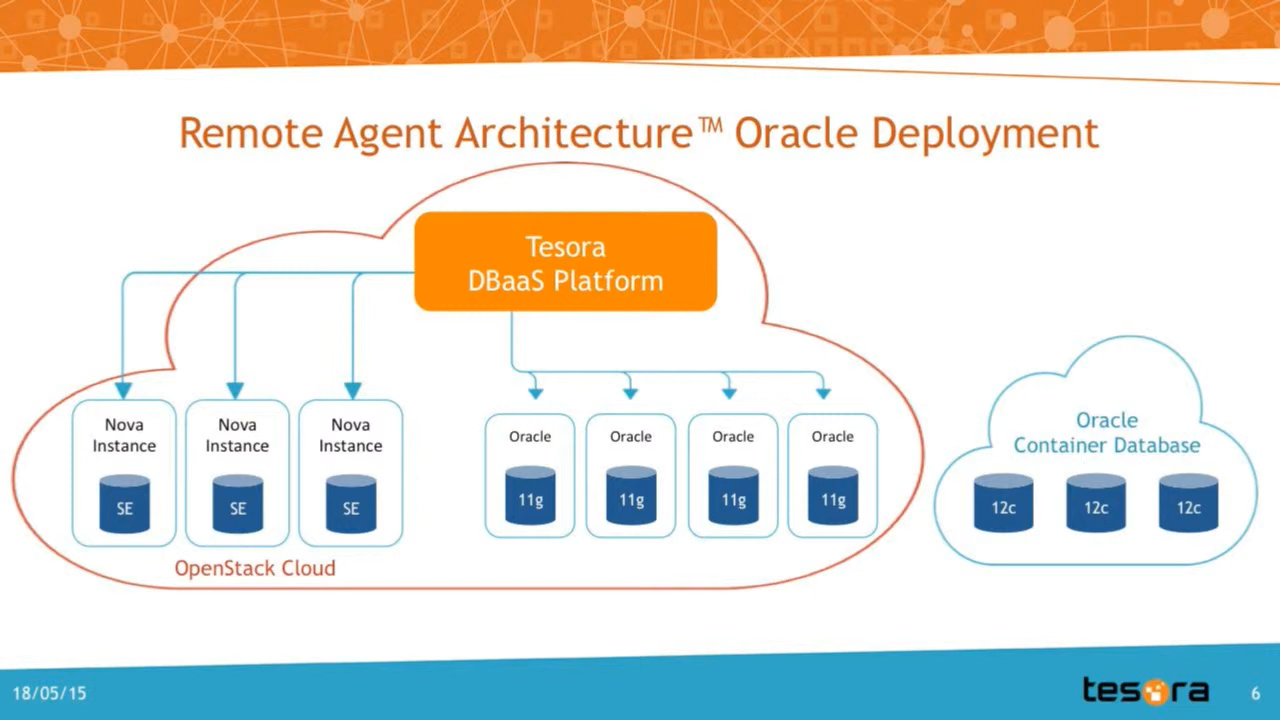 Remote Agent Architecture™ Oracle Deployment
Tesora
DBaaS Platform
Nova
Instance
SE
Nova
Instance
SE
Nova
Instance
SE
Oracle
11g
Oracle
11g
Oracle
11g
Oracle
11g
OpenStack Cloud
Oracle
Container Database
12c
12c
12c
18/05/15
tesora
6